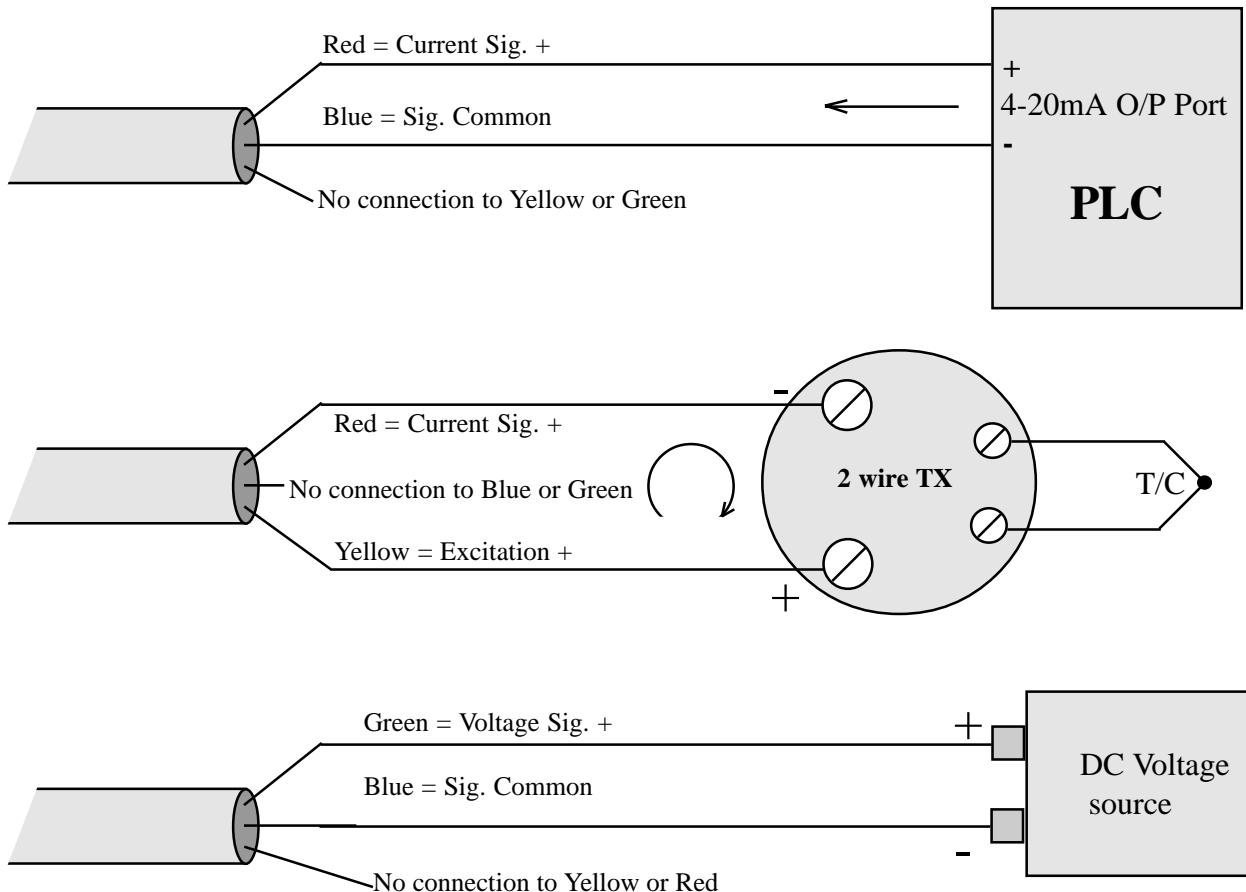 Red = Current Sig. +
+
4-20mA O/P Port
Blue = Sig. Common
-
No connection to Yellow or Green
PLC
-
Red = Current Sig. +
2 wire TX
T/C
No connection to Blue or Green
Yellow = Excitation +
+
Green = Voltage Sig. +
+
DC Voltage
source
Blue = Sig. Common
-
No connection to Yellow or Red